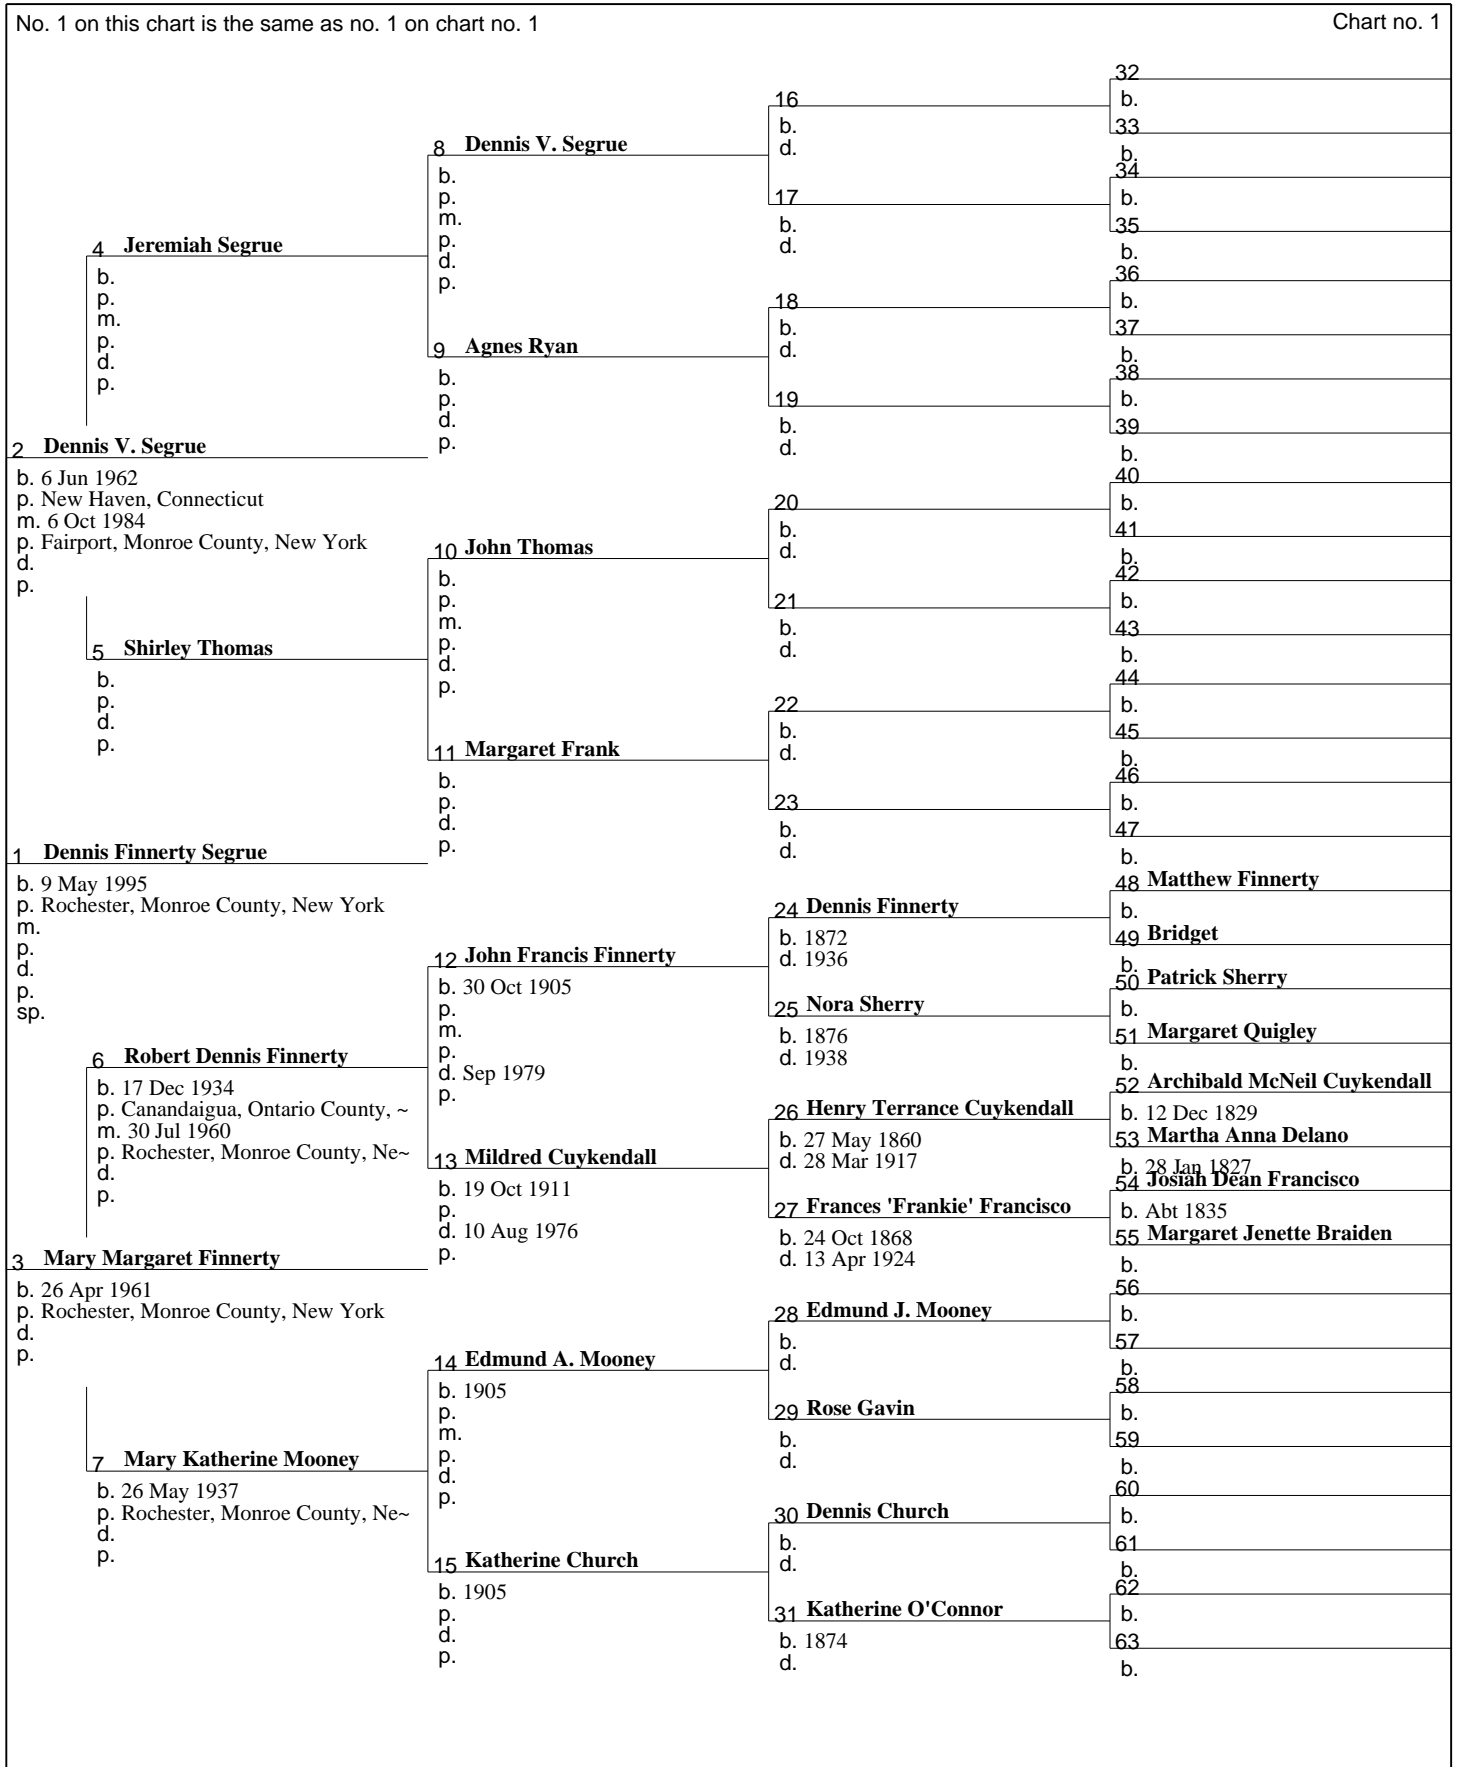 No. 1 on this chart is the same as no. 1 on chart no. 1
Chart no. 1
2 Dennis V. Segrue
b. 6 Jun 1962
p. New Haven, Connecticut
m. 6 Oct 1984
p. Fairport, Monroe County, New York
d.
p.
1 Dennis Finnerty Segrue
b. 9 May 1995
p. Rochester, Monroe County, New York
m.
p.
d.
p.
sp.
3 Mary Margaret Finnerty
b. 26 Apr 1961
p. Rochester, Monroe County, New York
d.
p.
4 Jeremiah Segrue
b.
p.
m.
p.
d.
p.
5 Shirley Thomas
b.
p.
d.
p.
6 Robert Dennis Finnerty
b. 17 Dec 1934
p. Canandaigua, Ontario County, ~
m. 30 Jul 1960
p. Rochester, Monroe County, Ne~
d.
p.
7 Mary Katherine Mooney
b. 26 May 1937
p. Rochester, Monroe County, Ne~
d.
p.
8 Dennis V. Segrue
b.
p.
m.
p.
d.
p.
9 Agnes Ryan
b.
p.
d.
p.
10 John Thomas
b.
p.
m.
p.
d.
p.
11 Margaret Frank
b.
p.
d.
p.
12 John Francis Finnerty
b. 30 Oct 1905
p.
m.
p.
d. Sep 1979
p.
13 Mildred Cuykendall
b. 19 Oct 1911
p.
d. 10 Aug 1976
p.
14 Edmund A. Mooney
b. 1905
p.
m.
p.
d.
p.
15 Katherine Church
b. 1905
p.
d.
p.
16
b.
d.
17
b.
d.
18
b.
d.
19
b.
d.
20
b.
d.
21
b.
d.
22
b.
d.
23
b.
d.
24 Dennis Finnerty
b. 1872
d. 1936
25 Nora Sherry
b. 1876
d. 1938
26 Henry Terrance Cuykendall
b. 27 May 1860
d. 28 Mar 1917
27 Frances 'Frankie' Francisco
b. 24 Oct 1868
d. 13 Apr 1924
28 Edmund J. Mooney
b.
d.
29 Rose Gavin
b.
d.
30 Dennis Church
b.
d.
31 Katherine O'Connor
b. 1874
d.
32
b.
33
b.
34
b.
35
b.
36
b.
37
b.
38
b.
39
b.
40
b.
41
b.
42
b.
43
b.
44
b.
45
b.
46
b.
47
b.
48 Matthew Finnerty
b.
49 Bridget
b.
50 Patrick Sherry
b.
51 Margaret Quigley
b.
52 Archibald McNeil Cuykendall
b. 12 Dec 1829
53 Martha Anna Delano
b. 28 Jan 1827
54 Josiah Dean Francisco
b. Abt 1835
55 Margaret Jenette Braiden
b.
56
b.
57
b.
58
b.
59
b.
60
b.
61
b.
62
b.
63
b.